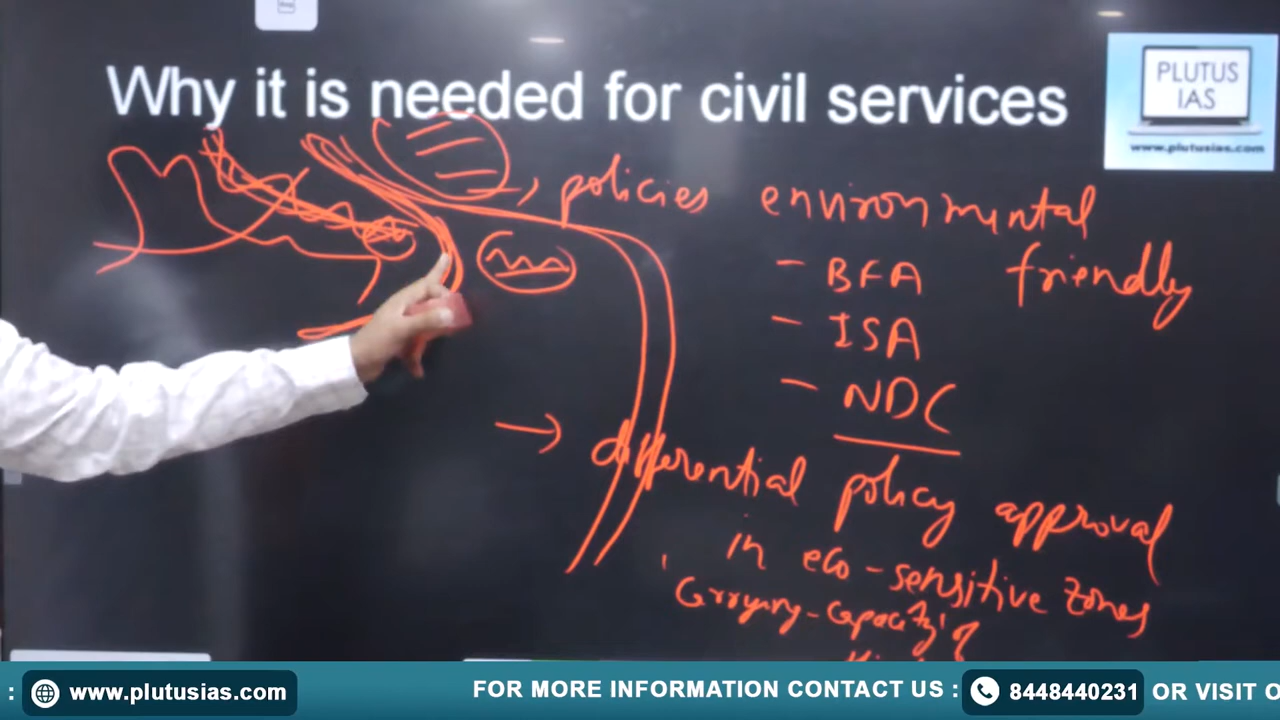 Why it is needed for civil services
PLUTUS
IAS
www.plutusias.com
policies environmental
friendly
- BFA
- ISA
- NDC
→ differential policy approval
in eco-sensitive zones
: www.plutusias.com
FOR MORE INFORMATION CONTACT US : 8448440231 OR VISIT O